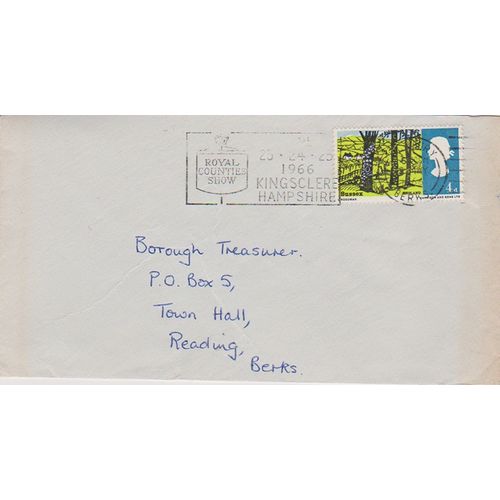 ROYAL
COUNTIES
SHOW
1966
KINGSCLERE
HAMPSHIRE
Sussex
4d
Borough Treasurer.
P.O. Box 5,
Town Hall,
Reading,
Berks.